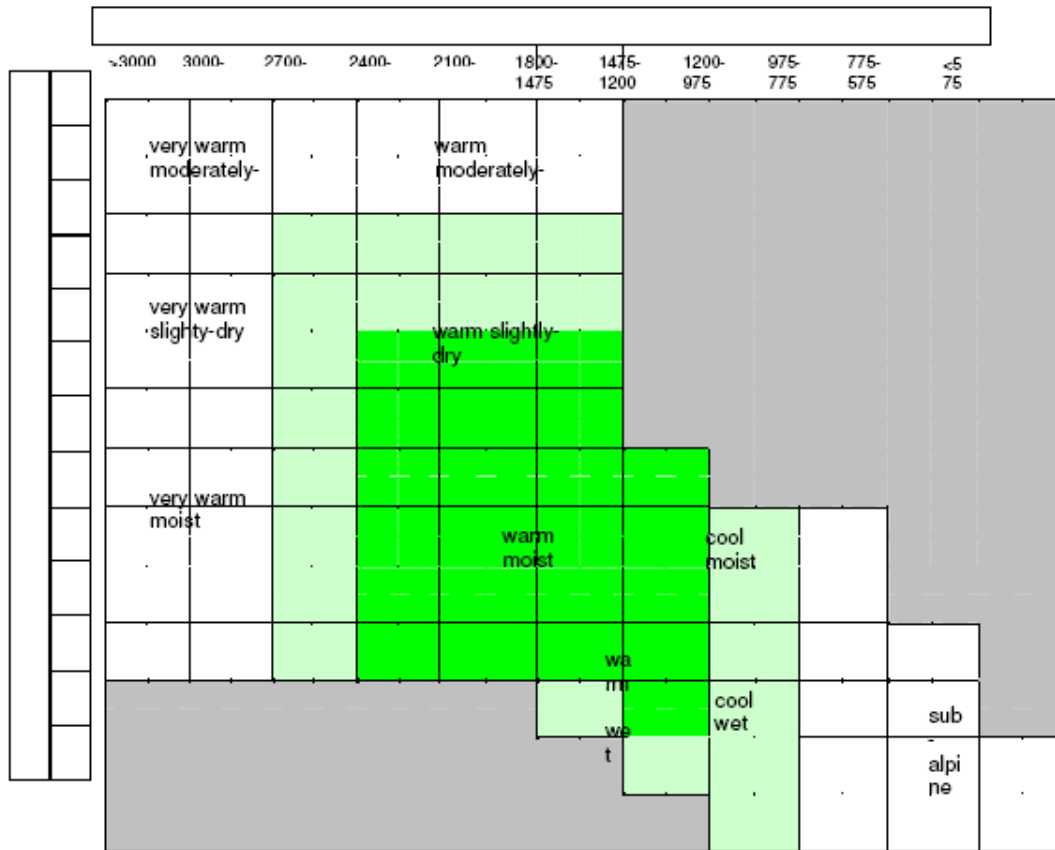 >3000 3000- 2700- 2400- 2100- 1800- 1475- 1200- 975- 775- <5
1475 1200 975 775 575 75
very warm
moderately-
warm
moderately-
very warm
slighty-dry
warm slightly-
dry
very warm
moist
warm
moist
cool
moist
wa
rm
we
t
cool
wet
sub
-
alpi
ne